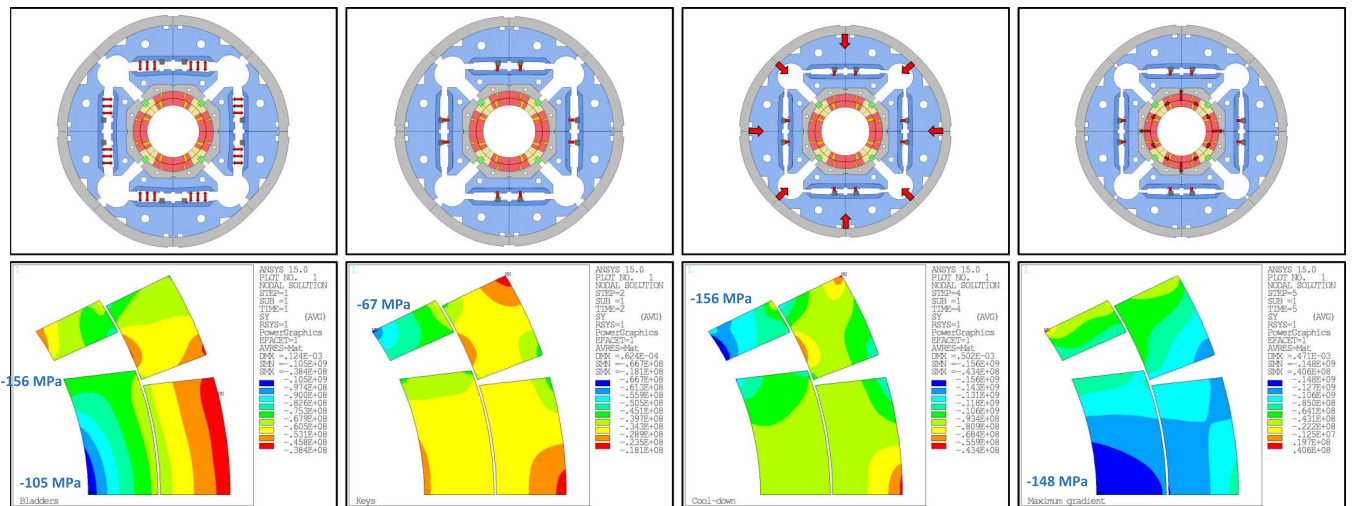 1
ANSYS 15.0
PLOT NO. 1
NODAL SOLUTION
STEP=1
SUB =1
TIME=1
SY (AVG)
RSYS=1
PowerGraphics
EFACET=1
AVRES=Mat
DMX =.124E-03
SMN =-.105E+09
SMX =-.384E+08
MX
-.105E+09
-.974E+08
-.900E+08
-.826E+08
-.753E+08
-.679E+08
-.605E+08
-.531E+08
-.458E+08
-.384E+08
-156 MPa
-105 MPa
Bladders
1
-67 MPa
MX
MN
ANSYS 15.0
PLOT NO. 1
NODAL SOLUTION
STEP=2
SUB =1
TIME=2
SY (AVG)
RSYS=1
PowerGraphics
EFACET=1
AVRES=Mat
DMX =.624E-04
SMN =-.667E+08
SMX =-.181E+08
-.667E+08
-.613E+08
-.559E+08
-.505E+08
-.451E+08
-.397E+08
-.343E+08
-.289E+08
-.235E+08
-.181E+08
Keys
1
-156 MPa
MX
ANSYS 15.0
PLOT NO. 1
NODAL SOLUTION
STEP=4
SUB =1
TIME=4
SY (AVG)
RSYS=1
PowerGraphics
EFACET=1
AVRES=Mat
DMX =.502E-03
SMN =-.156E+09
SMX =-.434E+08
-.156E+09
-.143E+09
-.131E+09
-.118E+09
-.106E+09
-.934E+08
-.809E+08
-.684E+08
-.559E+08
-.434E+08
Cool-down
1
ANSYS 15.0
PLOT NO. 1
NODAL SOLUTION
STEP=5
SUB =1
TIME=5
SY (AVG)
RSYS=1
PowerGraphics
EFACET=1
AVRES=Mat
DMX =.471E-03
SMN =-.148E+09
SMX =.406E+08
-.148E+09
-.127E+09
-.106E+09
-.850E+08
-.641E+08
-.431E+08
-.222E+08
-.125E+07
.197E+08
.406E+08
-148 MPa
Maximum gradient